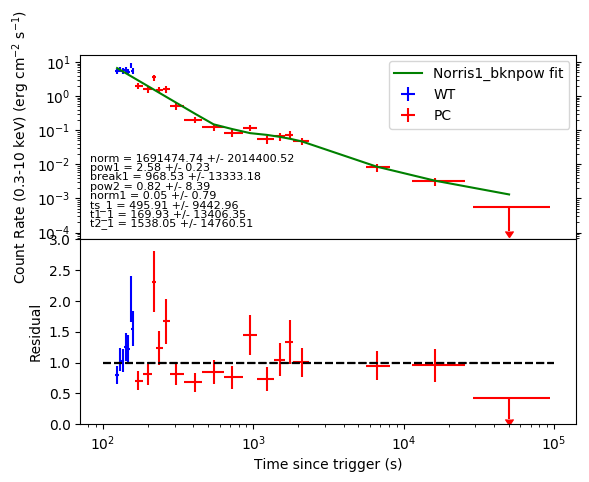 Count Rate (0.3-10 keV) (erg cm⁻² s⁻¹)
10¹
10⁰
10⁻¹
10⁻²
10⁻³
10⁻⁴
Norris1_bknpow fit
WT
PC
norm = 1691474.74 +/- 2014400.52
pow1 = 2.58 +/- 0.23
break1 = 968.53 +/- 13333.18
pow2 = 0.82 +/- 8.39
norm1 = 0.05 +/- 0.79
ts_1 = 495.91 +/- 9442.96
t1_1 = 169.93 +/- 13406.35
t2_1 = 1538.05 +/- 14760.51
Residual
3.0
2.5
2.0
1.5
1.0
0.5
0.0
10² 10³ 10⁴ 10⁵
Time since trigger (s)